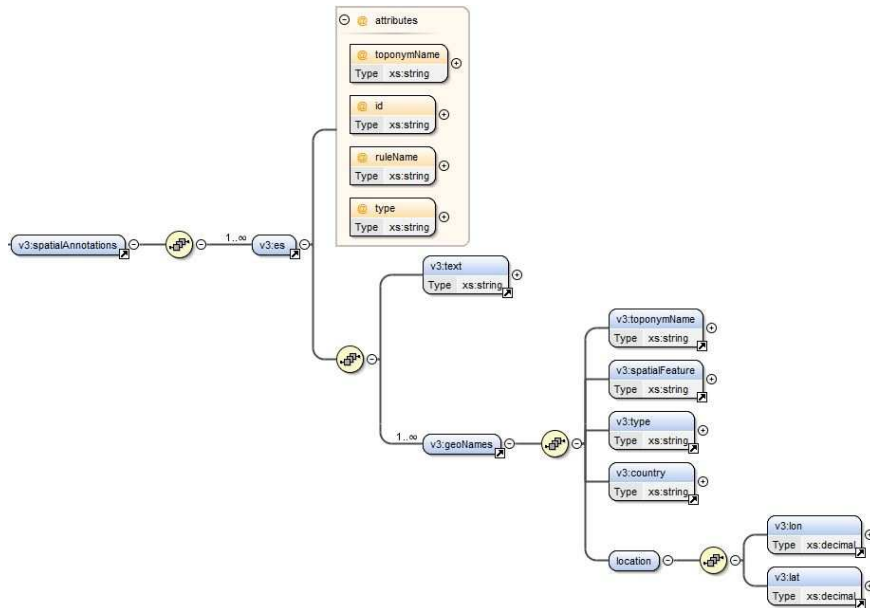 @ attributes
@ toponymName
Type xs:string
@ id
Type xs:string
@ ruleName
Type xs:string
@ type
Type xs:string
v3:spatialAnnotations
1..∞
v3:es
v3:text
Type xs:string
1..∞
v3:geoNames
v3:toponymName
Type xs:string
v3:spatialFeature
Type xs:string
v3:type
Type xs:string
v3:country
Type xs:string
location
v3:lon
Type xs:decimal
v3:lat
Type xs:decimal